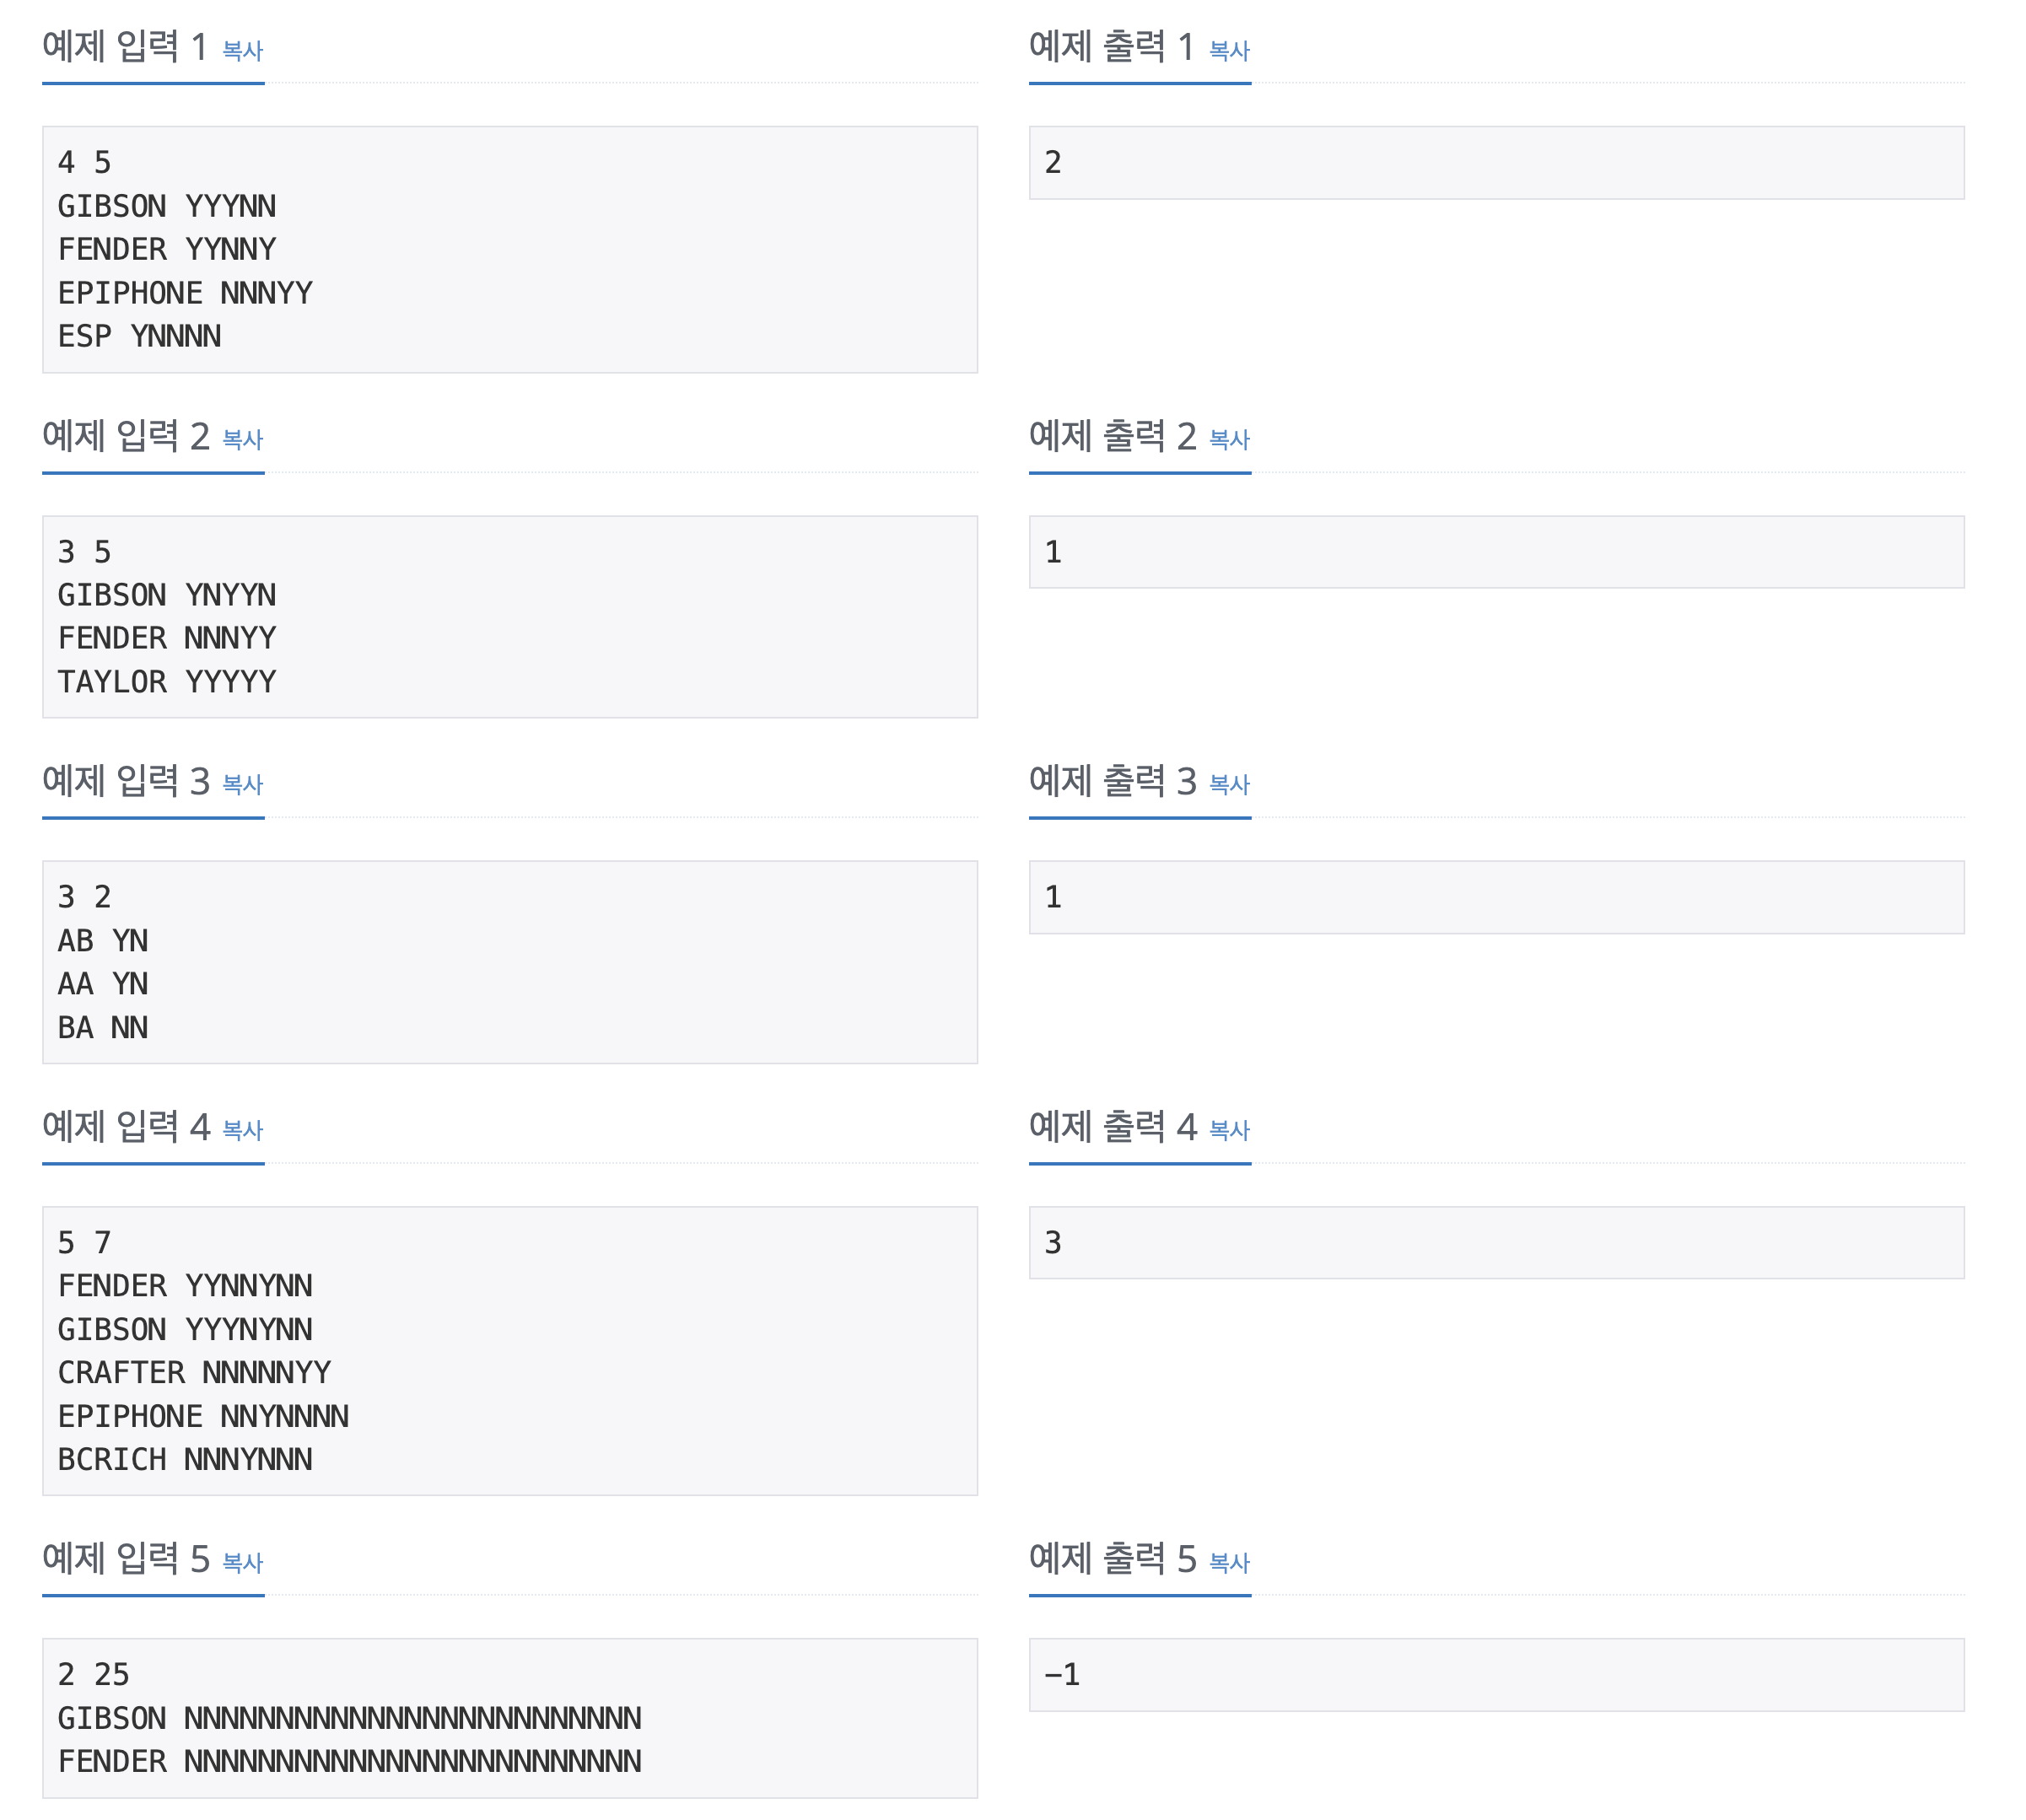 예제 입력 1 복사
예제 출력 1 복사
4 5
GIBSON YYYNN
FENDER YYNNY
EPIPHONE NNNYY
ESP YNNNN
2
예제 입력 2 복사
예제 출력 2 복사
3 5
GIBSON YNYYN
FENDER NNNYY
TAYLOR YYYYY
1
예제 입력 3 복사
예제 출력 3 복사
3 2
AB YN
AA YN
BA NN
1
예제 입력 4 복사
예제 출력 4 복사
5 7
FENDER YYNNYNN
GIBSON YYYNYNN
CRAFTER NNNNNYY
EPIPHONE NNYNNNN
BCRICH NNNYNNN
3
예제 입력 5 복사
예제 출력 5 복사
2 25
GIBSON NNNNNNNNNNNNNNNNNNNNNNNNN
FENDER NNNNNNNNNNNNNNNNNNNNNNNNN
-1